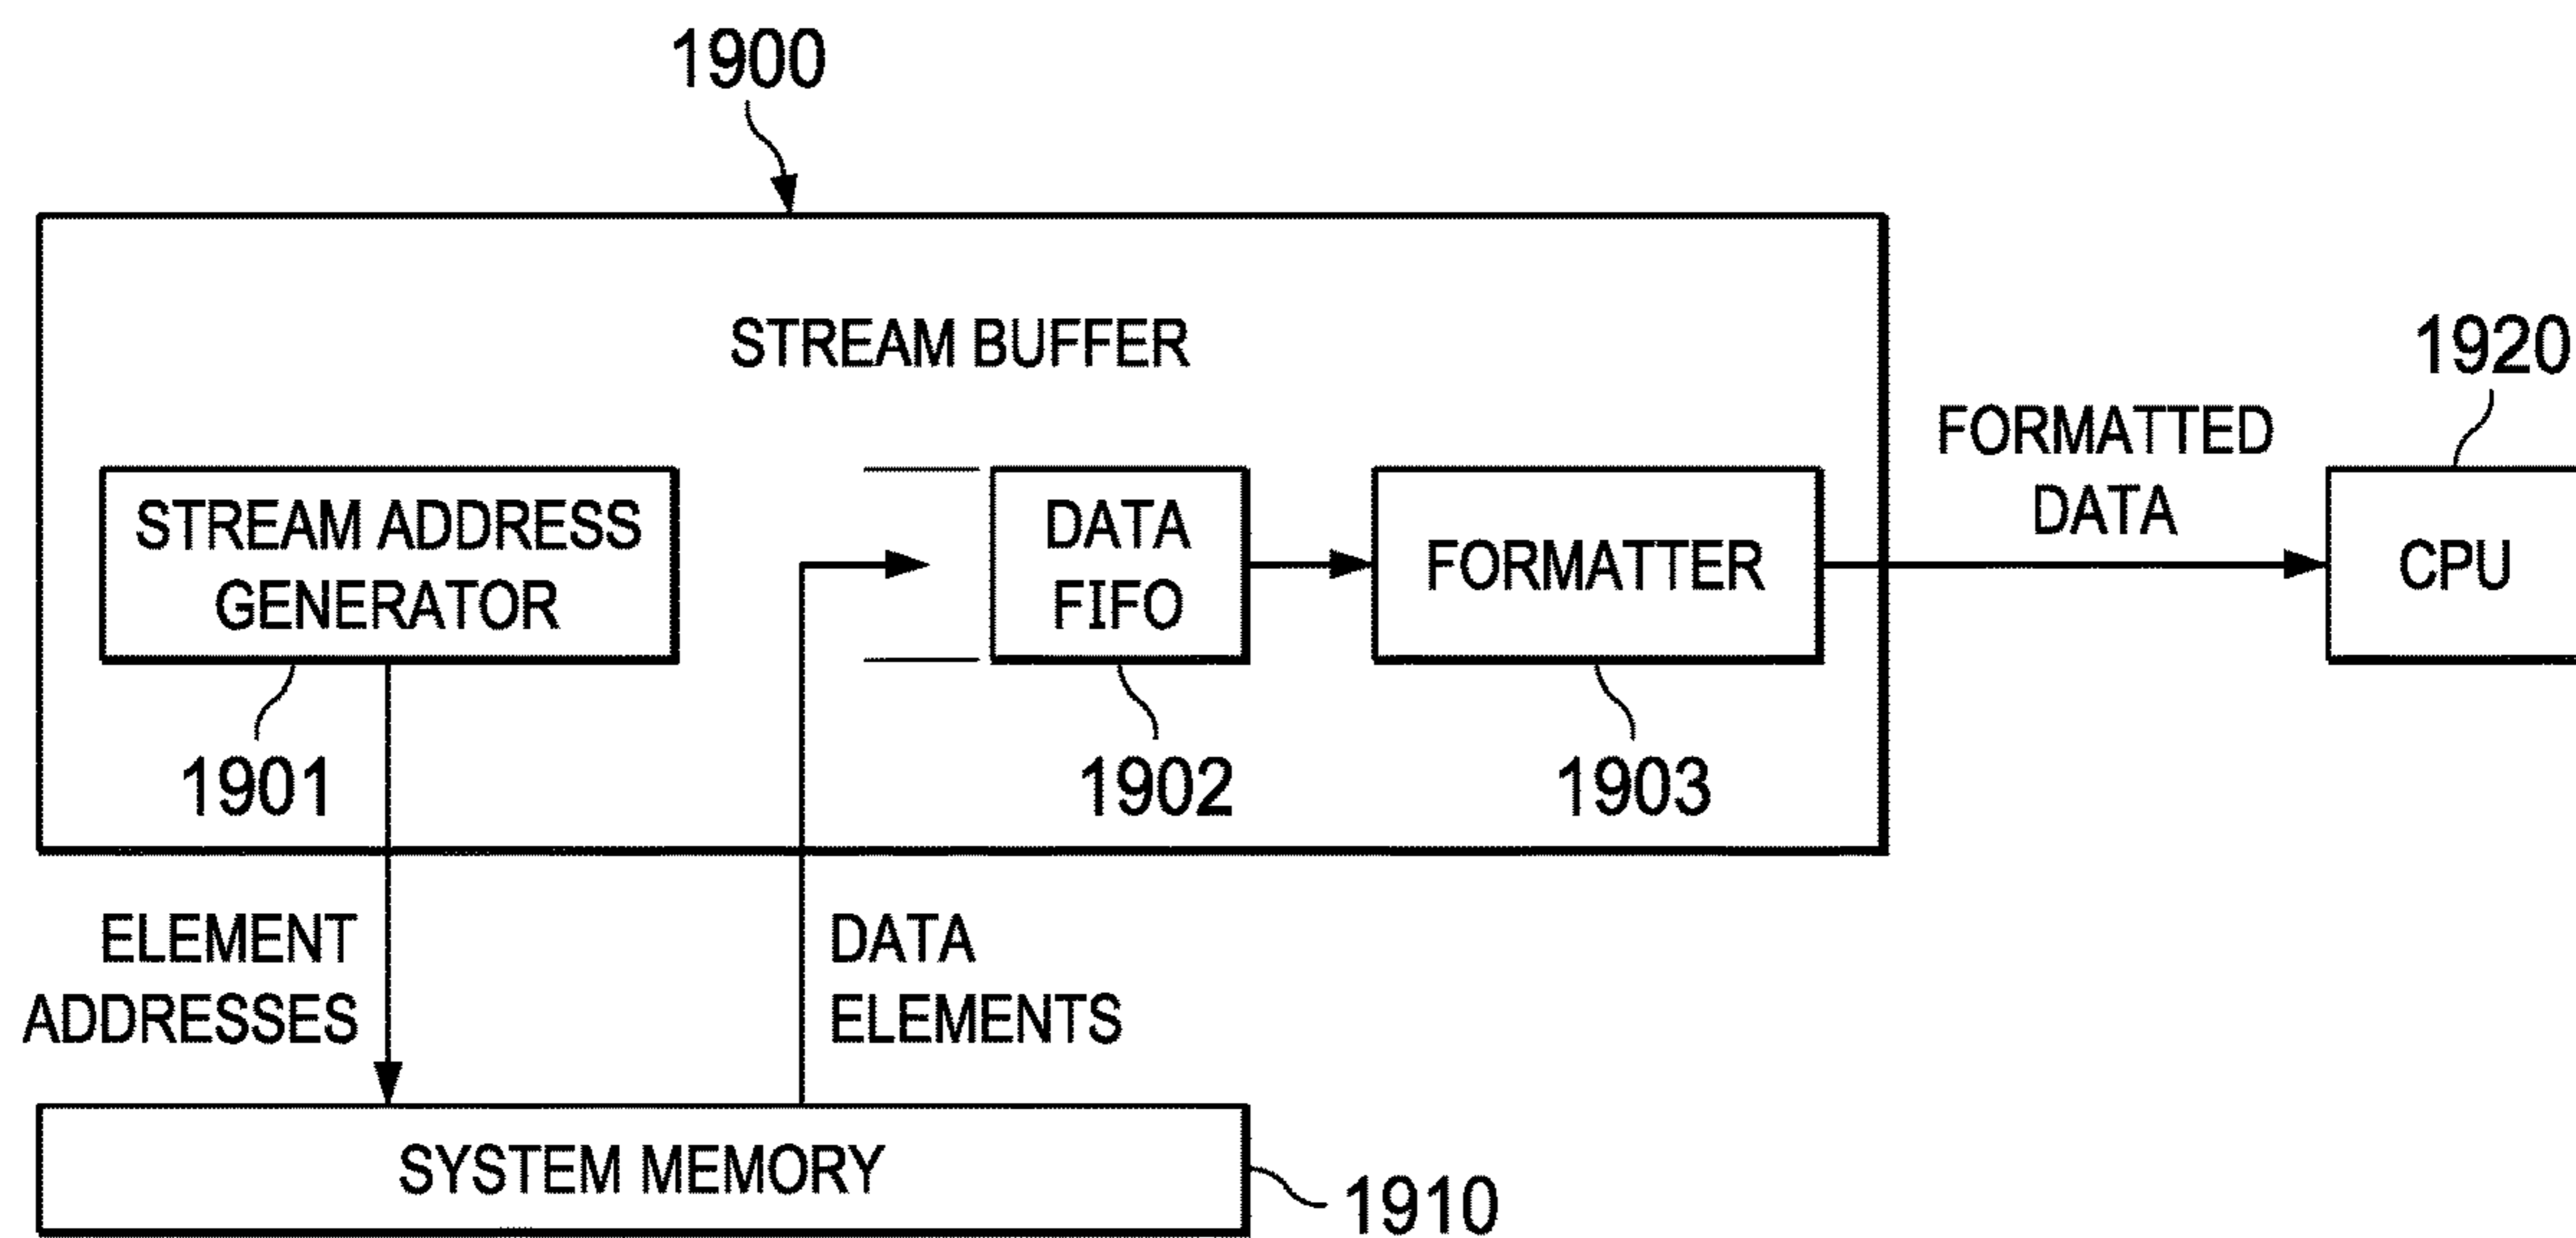 1900
STREAM BUFFER
1920
FORMATTED
DATA
STREAM ADDRESS
GENERATOR
DATA
FIFO
FORMATTER
CPU
1901
1902
1903
ELEMENT
ADDRESSES
DATA
ELEMENTS
SYSTEM MEMORY
1910